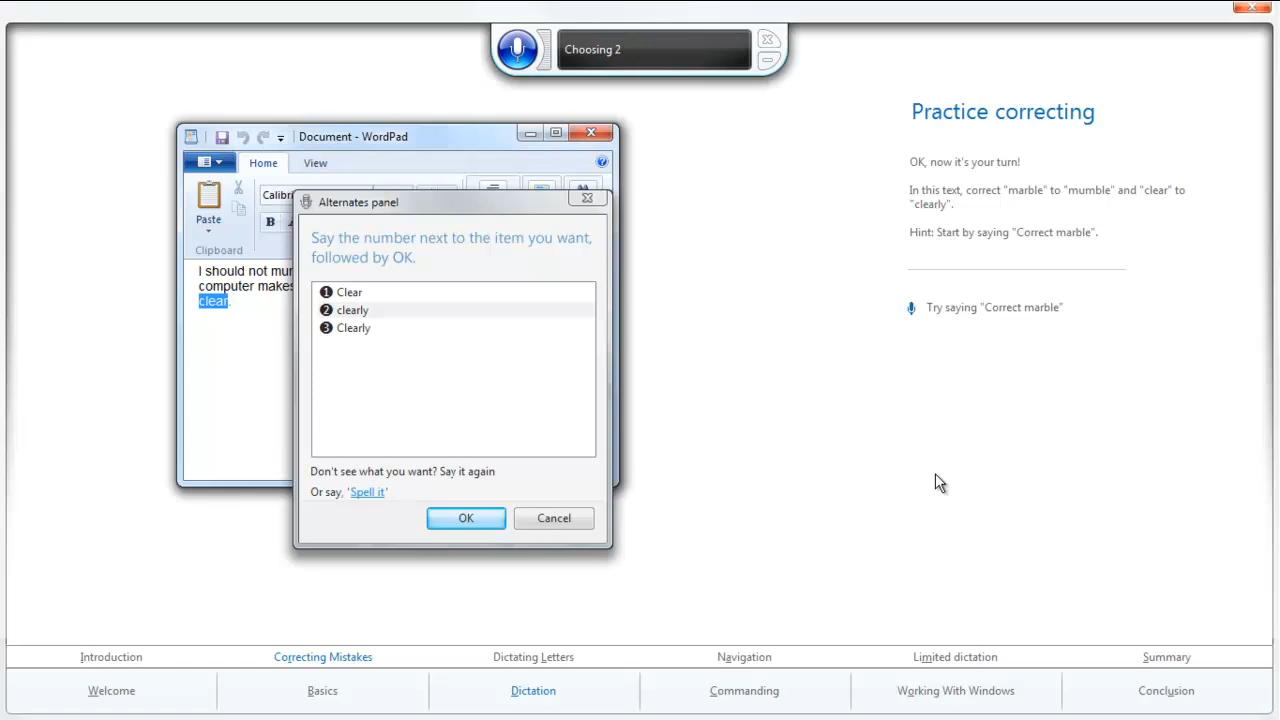 Choosing 2
Practice correcting
OK, now it's your turn!
In this text, correct "marble" to "mumble" and "clear" to
"clearly".
Hint: Start by saying "Correct marble".
Try saying "Correct marble"
Document - WordPad
Home View
Paste
Calibri
B
Clipboard
I should not
computer makes
clear.
Alternates panel
Say the number next to the item you want,
followed by OK.
1 Clear
2 clearly
3 Clearly
Don't see what you want? Say it again
Or say, 'Spell it'
OK Cancel
Introduction Correcting Mistakes Dictating Letters Navigation Limited dictation Summary
Welcome Basics Dictation Commanding Working With Windows Conclusion